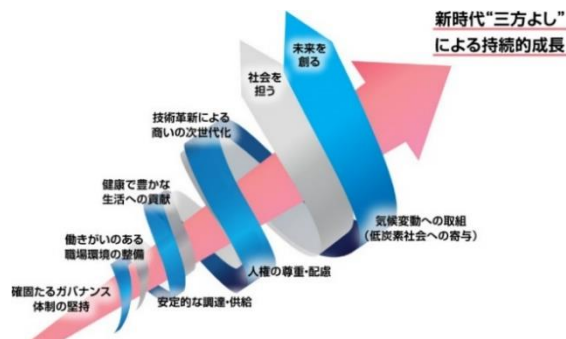 新時代“三方よし”
による持続的成長
未来を
創る
社会を
担う
技術革新による
商いの次世代化
健康で豊かな
生活への貢献
働きがいのある
職場環境の整備
確固たるガバナンス
体制の堅持
安定的な調達・供給
人権の尊重・配慮
気候変動への取組
（低炭素社会への寄与）